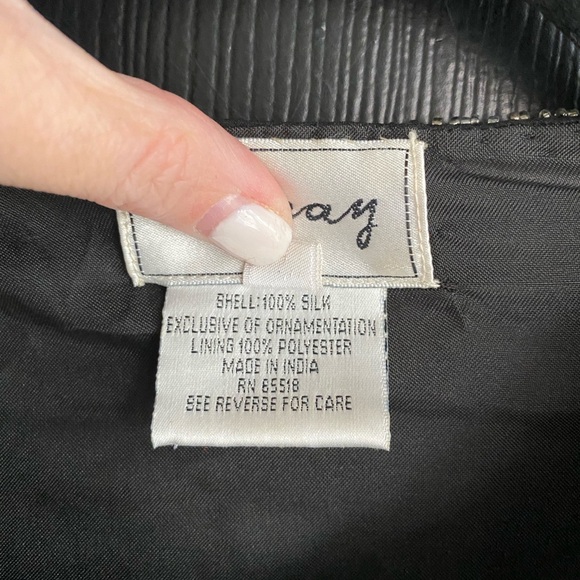 SHELL:100% SILK
EXCLUSIVE OF ORNAMENTATION
LINING 100% POLYESTER
MADE IN INDIA
RN 65518
SEE REVERSE FOR CARE